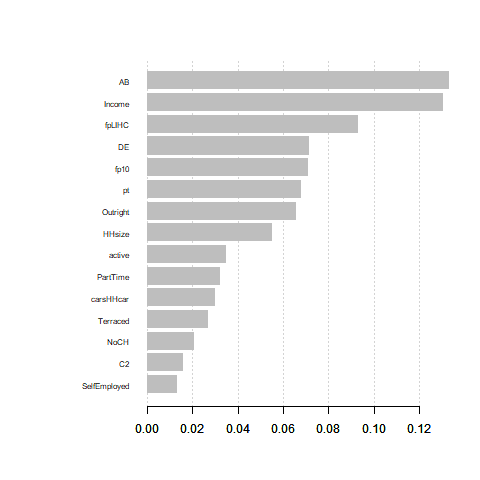 AB
Income
fpLIHC
DE
fp10
pt
Outright
HHsize
active
PartTime
carsHHcar
Terraced
NoCH
C2
SelfEmployed
0.00 0.02 0.04 0.06 0.08 0.10 0.12